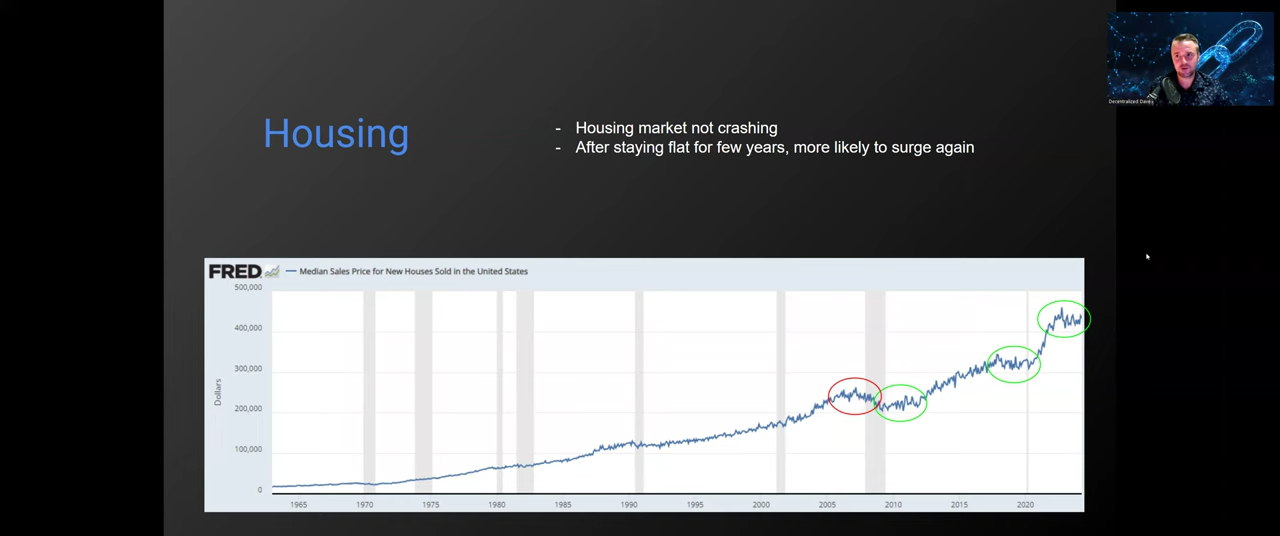 Decentralized Dave
Housing
- Housing market not crashing
- After staying flat for few years, more likely to surge again
FRED
Median Sales Price for New Houses Sold in the United States
500,000
400,000
300,000
200,000
100,000
0
Dollars
1965 1970 1975 1980 1985 1990 1995 2000 2005 2010 2015 2020